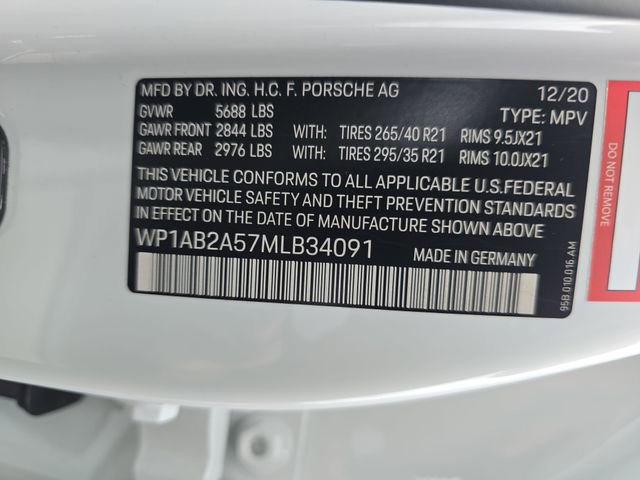 MFD BY DR. ING. H.C. F. PORSCHE AG 12/20
GVWR 5688 LBS TYPE: MPV
GAWR FRONT 2844 LBS WITH: TIRES 265/40 R21 RIMS 9.5JX21
GAWR REAR 2976 LBS WITH: TIRES 295/35 R21 RIMS 10.0JX21
THIS VEHICLE CONFORMS TO ALL APPLICABLE U.S. FEDERAL
MOTOR VEHICLE SAFETY AND THEFT PREVENTION STANDARDS
IN EFFECT ON THE DATE OF MANUFACTURE SHOWN ABOVE
WP1AB2A57MLB34091 MADE IN GERMANY
95B.010.016.AM
DO NOT REMOVE